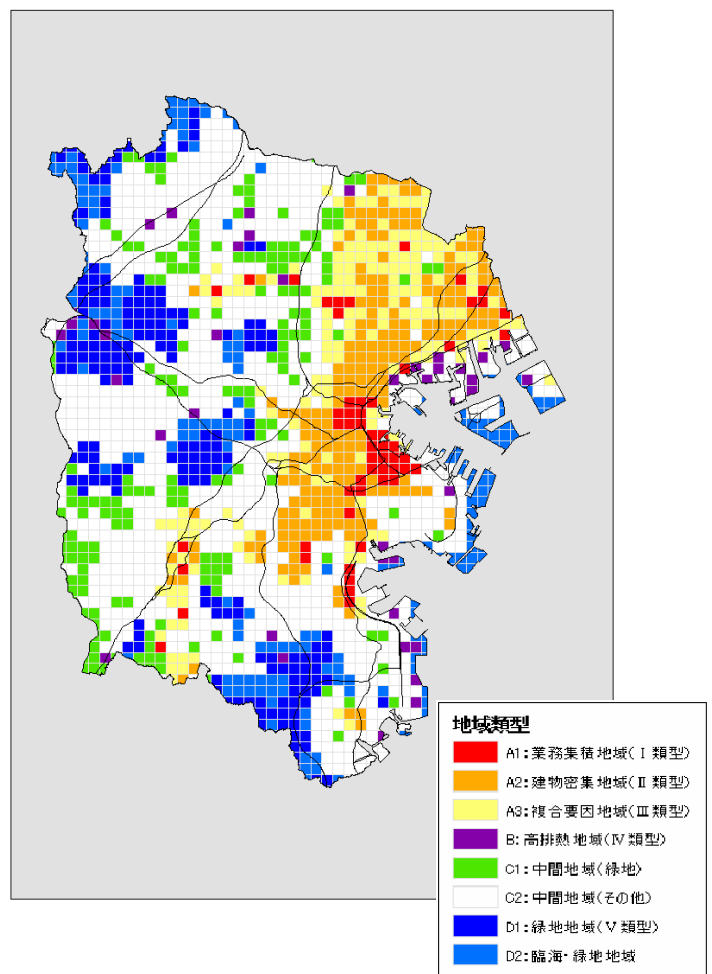 地域類型
A1:業務集積地域(Ⅰ類型)
A2:建物密集地域(Ⅱ類型)
A3:複合要因地域(Ⅲ類型)
B:高排熱地域(Ⅳ類型)
C1:中間地域(緑地)
C2:中間地域(その他)
D1:緑地地域(Ⅴ類型)
D2:臨海・緑地地域